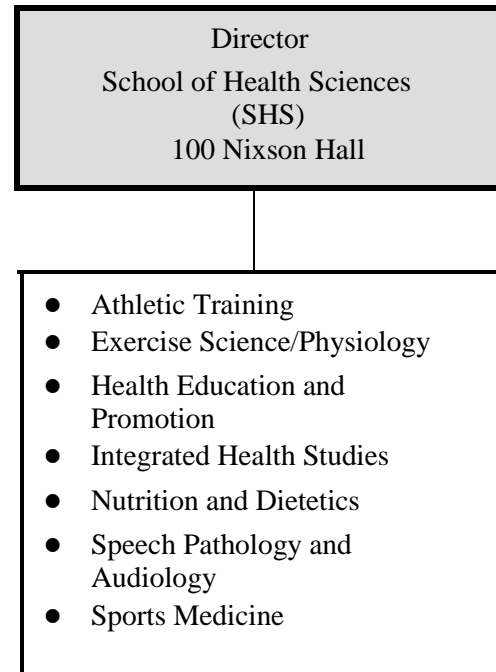 Director
School of Health Sciences
(SHS)
100 Nixson Hall
● Athletic Training
● Exercise Science/Physiology
● Health Education and
Promotion
● Integrated Health Studies
● Nutrition and Dietetics
● Speech Pathology and
Audiology
● Sports Medicine